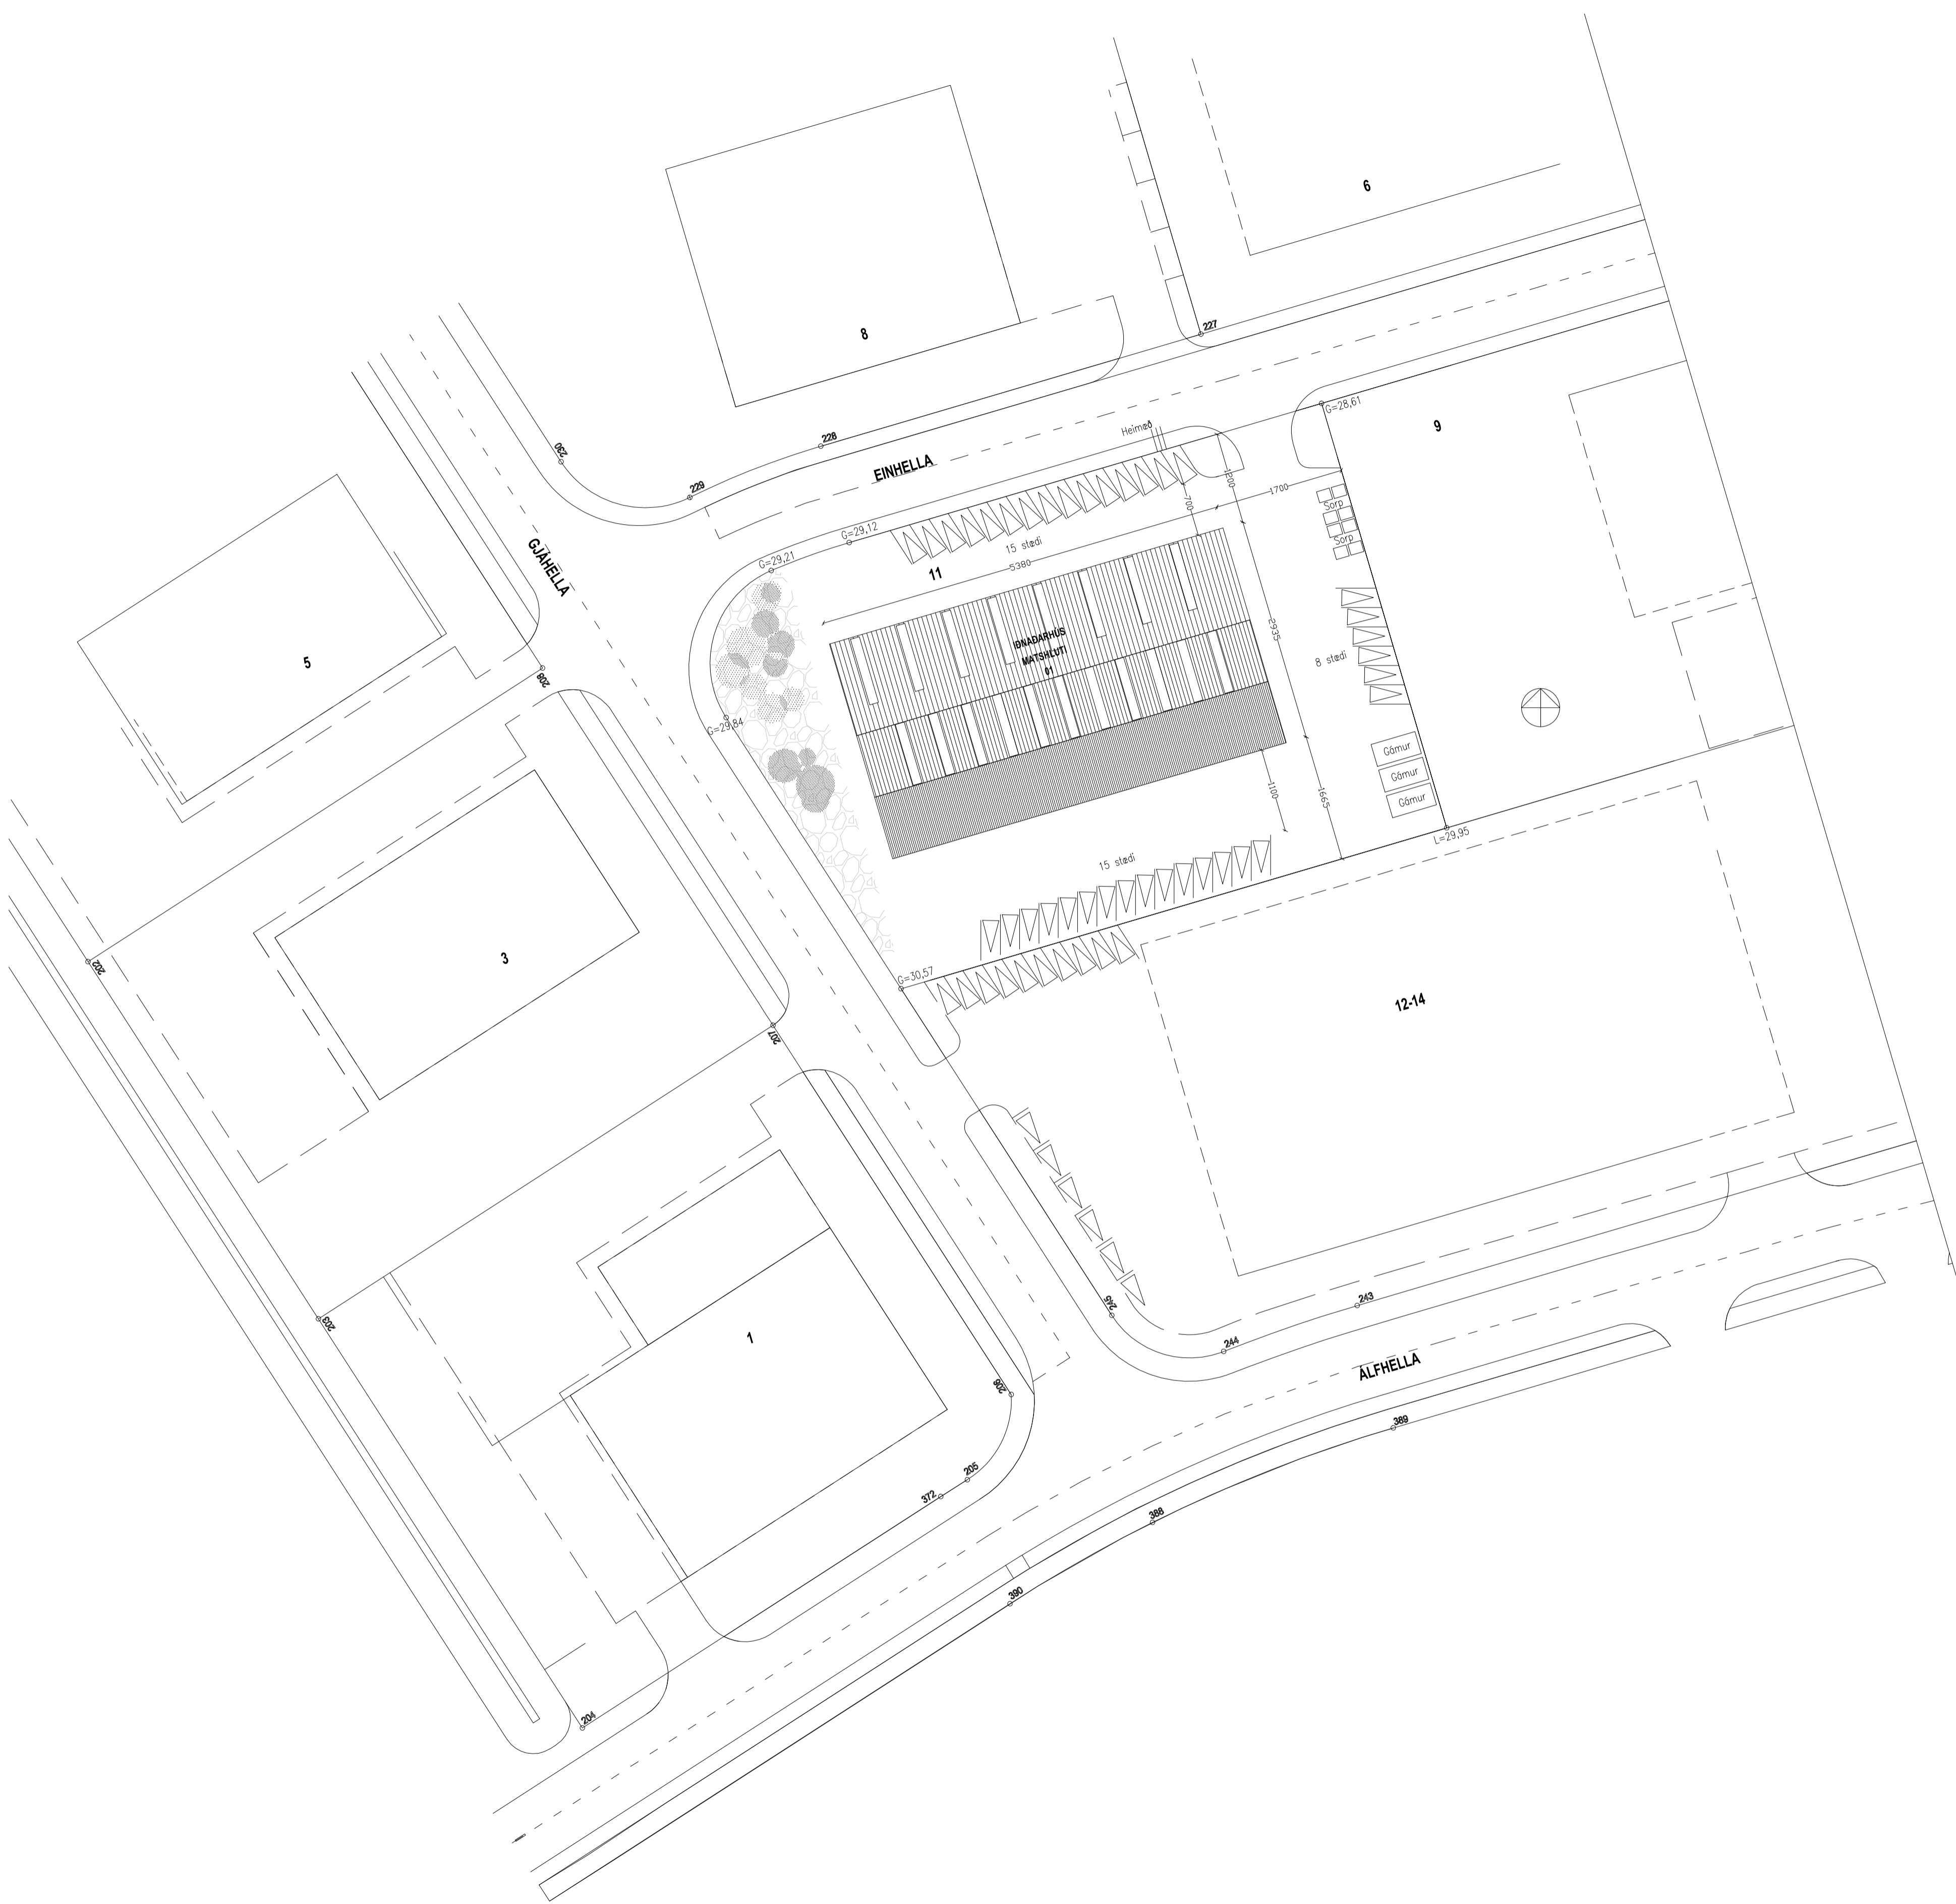 6
8
227
228
230
229
EINHELLA
GJÁHELLA
Heimæð
G=28,61
9
G=29,12
G=29,21
1200
1700
700
15 stæði
5380
11
Sorp
Sorp
IÐNAÐARHÚS
MATSHLUTI
01
2935
8 stæði
G=29,84
5
208
Gámur
Gámur
Gámur
1100
1665
L=29,95
15 stæði
G=30,57
3
202
12-14
207
203
1
245
244
243
ÁLFHELLA
206
389
205
372
388
390
204